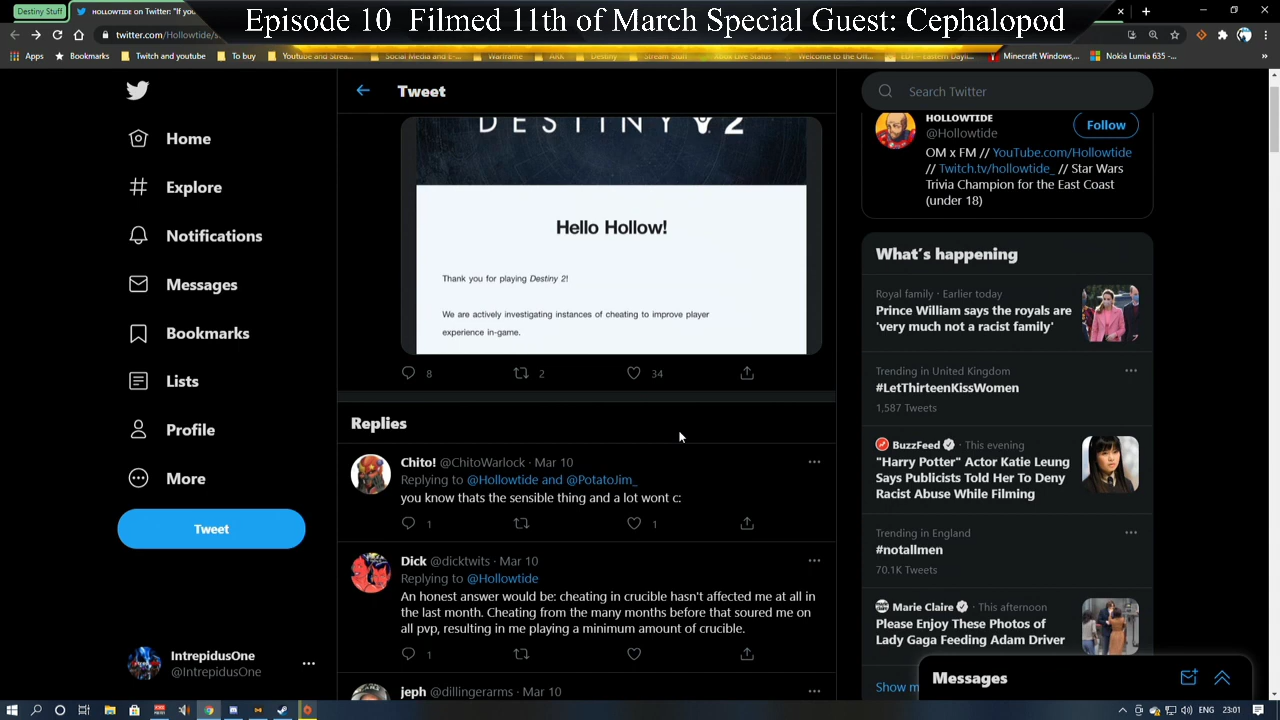 Episode 10 Filmed 11th of March Special Guest: Cephalopod
Destiny Stuff
HOLLOWTIDE on Twitter: "If you
twitter.com/Hollowtide/s
Apps
Bookmarks
Twitch and youtube
To buy
Youtube and Strea...
Social Media and E-...
Warframe
Destiny
Stream Stuff
Xbox Live Status
Welcome to the Offi...
Minecraft Windows,...
Nokia Lumia 635 -...
Home
Explore
Notifications
Messages
Bookmarks
Lists
Profile
More
Tweet
IntrepidusOne
@IntrepidusOne
Tweet
DESTINY 2
Hello Hollow!
Thank you for playing Destiny 2!
We are actively investigating instances of cheating to improve player
experience in-game.
8
2
34
Replies
Chito! @ChitoWarlock · Mar 10
Replying to @Hollowtide and @PotatoJim_
you know thats the sensible thing and a lot wont c:
1
1
Dick @dicktwits · Mar 10
Replying to @Hollowtide
An honest answer would be: cheating in crucible hasn't affected me at all in
the last month. Cheating from the many months before that soured me on
all pvp, resulting in me playing a minimum amount of crucible.
1
jeph @dillingerarms · Mar 10
Search Twitter
HOLLOWTIDE
@Hollowtide
Follow
OM x FM // YouTube.com/Hollowtide
// Twitch.tv/hollowtide_ // Star Wars
Trivia Champion for the East Coast
(under 18)
What's happening
Royal family · Earlier today
Prince William says the royals are
'very much not a racist family'
Trending in United Kingdom
#LetThirteenKissWomen
1,587 Tweets
BuzzFeed · This evening
"Harry Potter" Actor Katie Leung
Says Publicists Told Her To Deny
Racist Abuse While Filming
Trending in England
#notallmen
70.1K Tweets
Marie Claire · This afternoon
Please Enjoy These Photos of
Lady Gaga Feeding Adam Driver
Show m
Messages
ENG
23:01